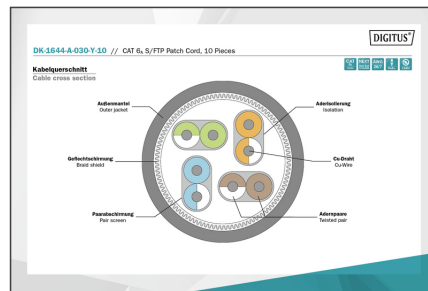 DIGITUS®
DK-1644-A-030-Y-10 // CAT 6A S/FTP Patch Cord, 10 Pieces
Kabelquerschnitt
Cable cross section
CAT
Außenmantel
Outer jacket
Aderisolierung
Isolation
Geflechtschirmung
Braid shield
Cu-Draht
Cu-Wire
Paarabschirmung
Pair screen
Adernpaare
Twisted pair